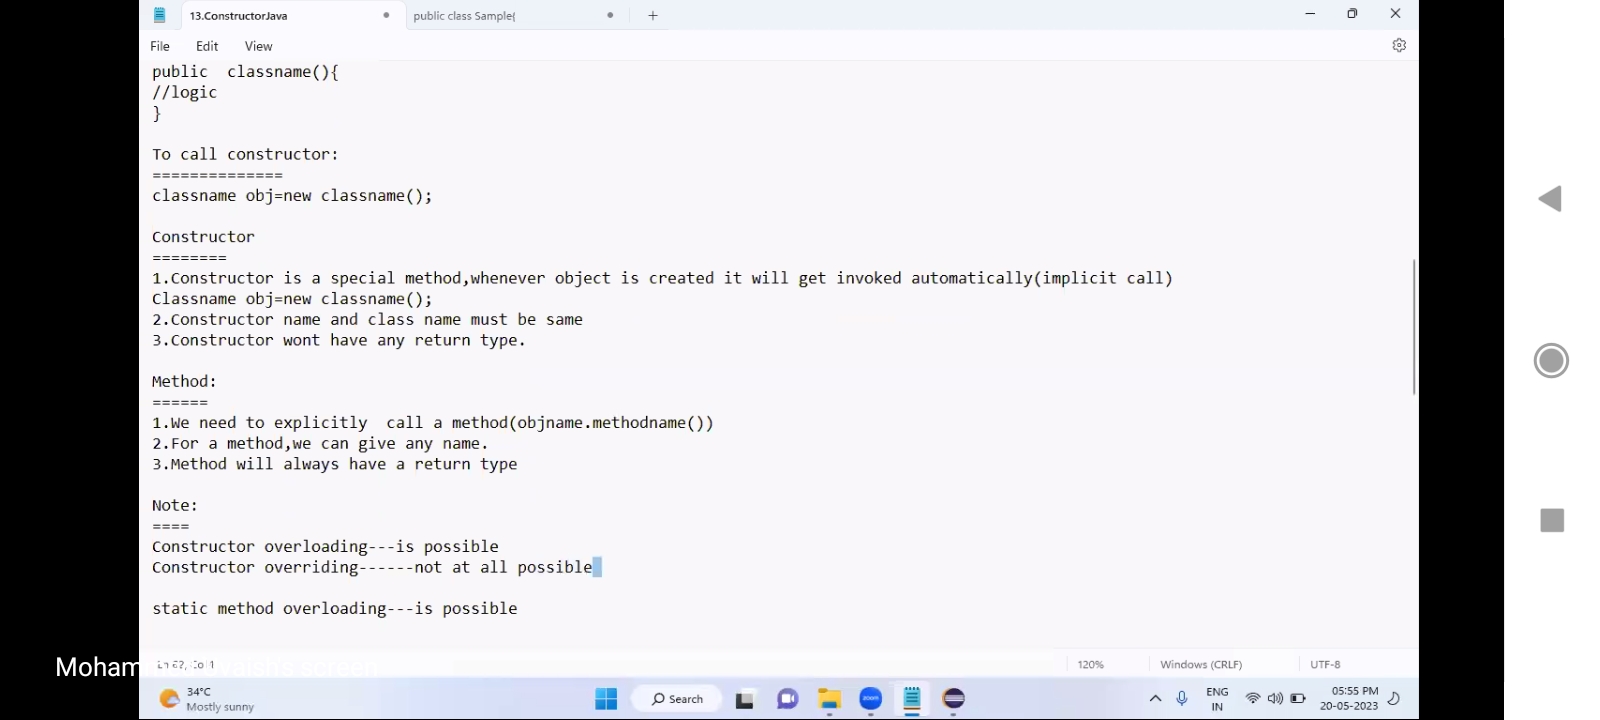 13.ConstructorJava
public class Sample{
File Edit View
public  classname(){
//logic
}
To call constructor:
==============
classname obj=new classname();
Constructor
========
1.Constructor is a special method,whenever object is created it will get invoked automatically(implicit call)
Classname obj=new classname();
2.Constructor name and class name must be same
3.Constructor wont have any return type.
Method:
======
1.We need to explicitly  call a method(objname.methodname())
2.For a method,we can give any name.
3.Method will always have a return type
Note:
====
Constructor overloading---is possible
Constructor overriding------not at all possible
static method overloading---is possible
screen
120% Windows (CRLF) UTF-8
34°C
Mostly sunny
Search
zoom
ENG
IN
05:55 PM
20-05-2023